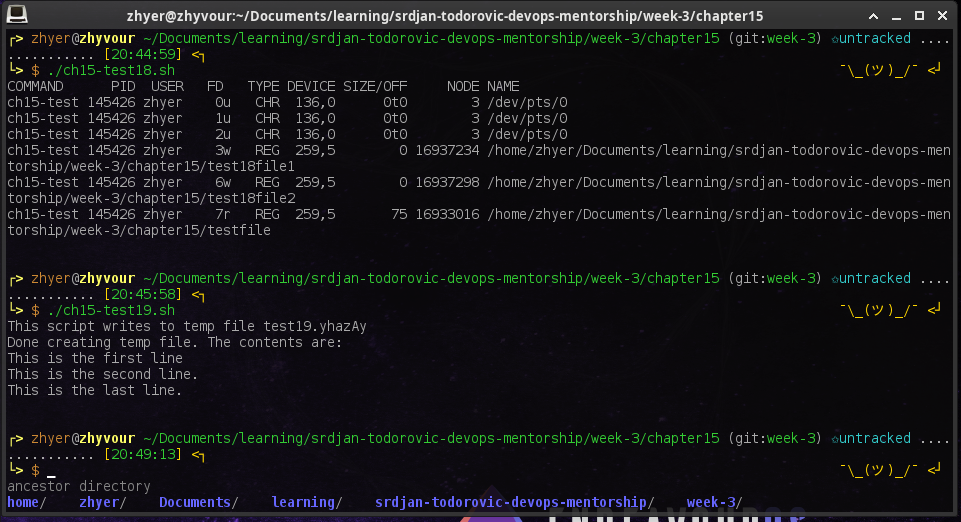 zhyer@zhyvour:~/Documents/learning/srdjan-todorovic-devops-mentorship/week-3/chapter15
┌> zhyer@zhyvour ~/Documents/learning/srdjan-todorovic-devops-mentorship/week-3/chapter15 (git:week-3) ✩untracked ....
............ [20:44:59] <┐
└> $ ./ch15-test18.sh ¯\_(ツ)_/¯ <┘
COMMAND PID USER FD TYPE DEVICE SIZE/OFF NODE NAME
ch15-test 145426 zhyer 0u CHR 136,0 0t0 3 /dev/pts/0
ch15-test 145426 zhyer 1u CHR 136,0 0t0 3 /dev/pts/0
ch15-test 145426 zhyer 2u CHR 136,0 0t0 3 /dev/pts/0
ch15-test 145426 zhyer 3w REG 259,5 0 16937234 /home/zhyer/Documents/learning/srdjan-todorovic-devops-men
torship/week-3/chapter15/test18file1
ch15-test 145426 zhyer 6w REG 259,5 0 16937298 /home/zhyer/Documents/learning/srdjan-todorovic-devops-men
torship/week-3/chapter15/test18file2
ch15-test 145426 zhyer 7r REG 259,5 75 16933016 /home/zhyer/Documents/learning/srdjan-todorovic-devops-men
torship/week-3/chapter15/testfile
┌> zhyer@zhyvour ~/Documents/learning/srdjan-todorovic-devops-mentorship/week-3/chapter15 (git:week-3) ✩untracked ....
........... [20:45:58] <┐
└> $ ./ch15-test19.sh ¯\_(ツ)_/¯ <┘
This script writes to temp file test19.yhazAy
Done creating temp file. The contents are:
This is the first line
This is the second line.
This is the last line.
┌> zhyer@zhyvour ~/Documents/learning/srdjan-todorovic-devops-mentorship/week-3/chapter15 (git:week-3) ✩untracked ....
........... [20:49:13] <┐
└> $ _ ¯\_(ツ)_/¯ <┘
ancestor directory
home/ zhyer/ Documents/ learning/ srdjan-todorovic-devops-mentorship/ week-3/